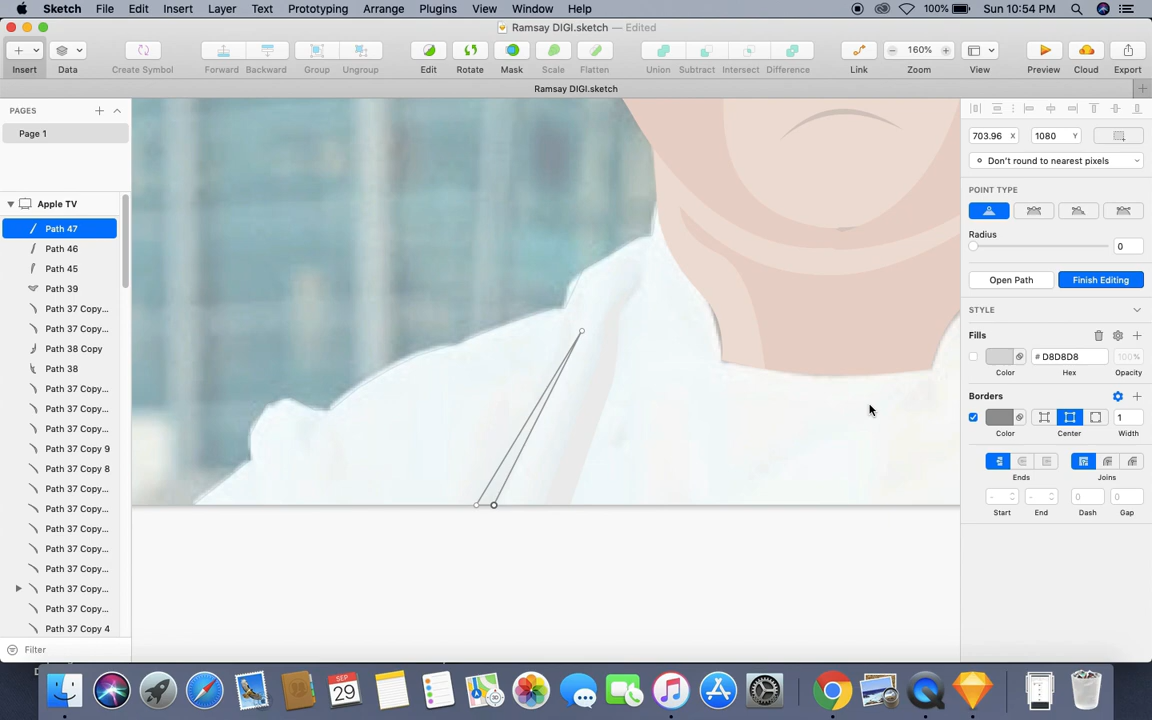 Sketch File Edit Insert Layer Text Prototyping Arrange Plugins View Window Help 100% Sun 10:54 PM
Ramsay DIGI.sketch — Edited
160%
Insert Data Create Symbol Forward Backward Group Ungroup Edit Rotate Mask Scale Flatten Union Subtract Intersect Difference Link Zoom View Preview Cloud Export
Ramsay DIGI.sketch
PAGES
Page 1
Apple TV
Path 47
Path 46
Path 45
Path 39
Path 37 Copy...
Path 37 Copy...
Path 38 Copy
Path 38
Path 37 Copy...
Path 37 Copy...
Path 37 Copy...
Path 37 Copy 9
Path 37 Copy 8
Path 37 Copy...
Path 37 Copy...
Path 37 Copy...
Path 37 Copy...
Path 37 Copy...
Path 37 Copy...
Path 37 Copy 4
Filter
703.96 X 1080 Y
Don't round to nearest pixels
POINT TYPE
Radius
0
Open Path Finish Editing
STYLE
Fills
# D8D8D8 100%
Color Hex Opacity
Borders
1
Color Center Width
Ends Joins
- - 0 0
Start End Dash Gap
SEP
29